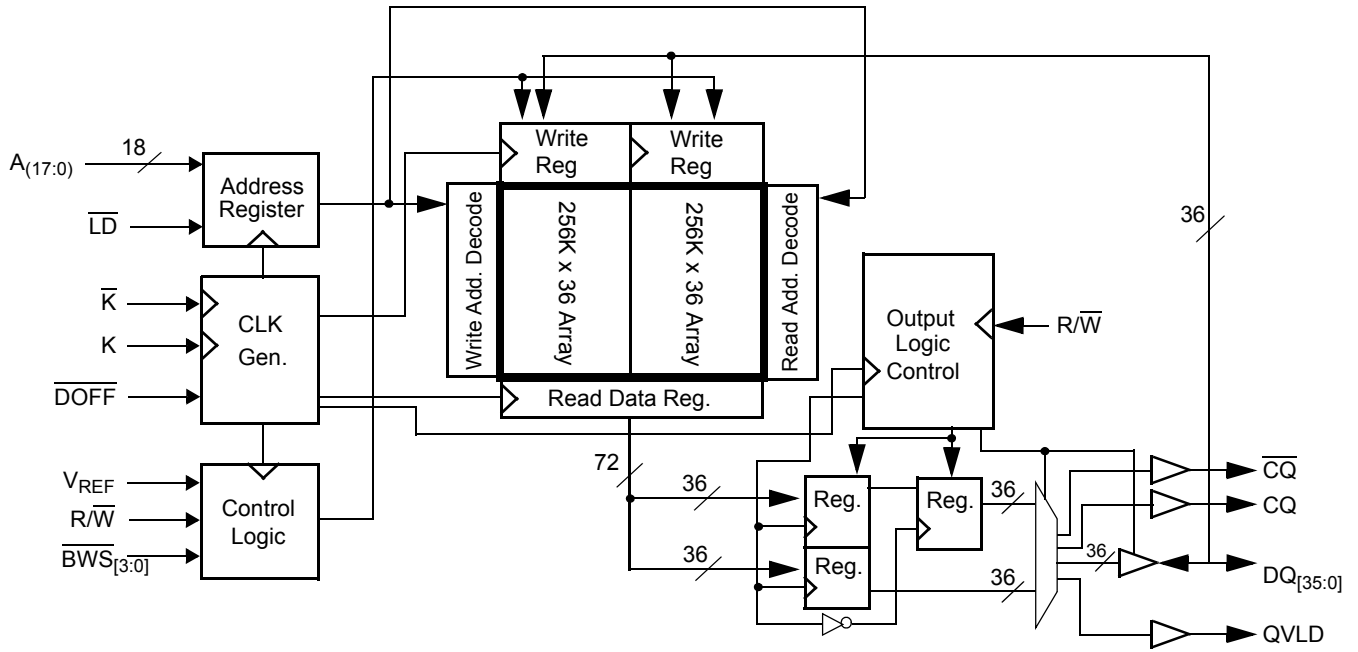 A(17:0)
18
LD
Address
Register
K
K
DOFF
CLK
Gen.
VREF
R/W
BWS[3:0]
Control
Logic
Write
Reg
Write
Reg
Write Add. Decode
256K x 36 Array
256K x 36 Array
Read Add. Decode
Read Data Reg.
36
Output
Logic
Control
R/W
72
36
36
Reg.
Reg.
Reg.
36
36
36
CQ
CQ
DQ[35:0]
QVLD